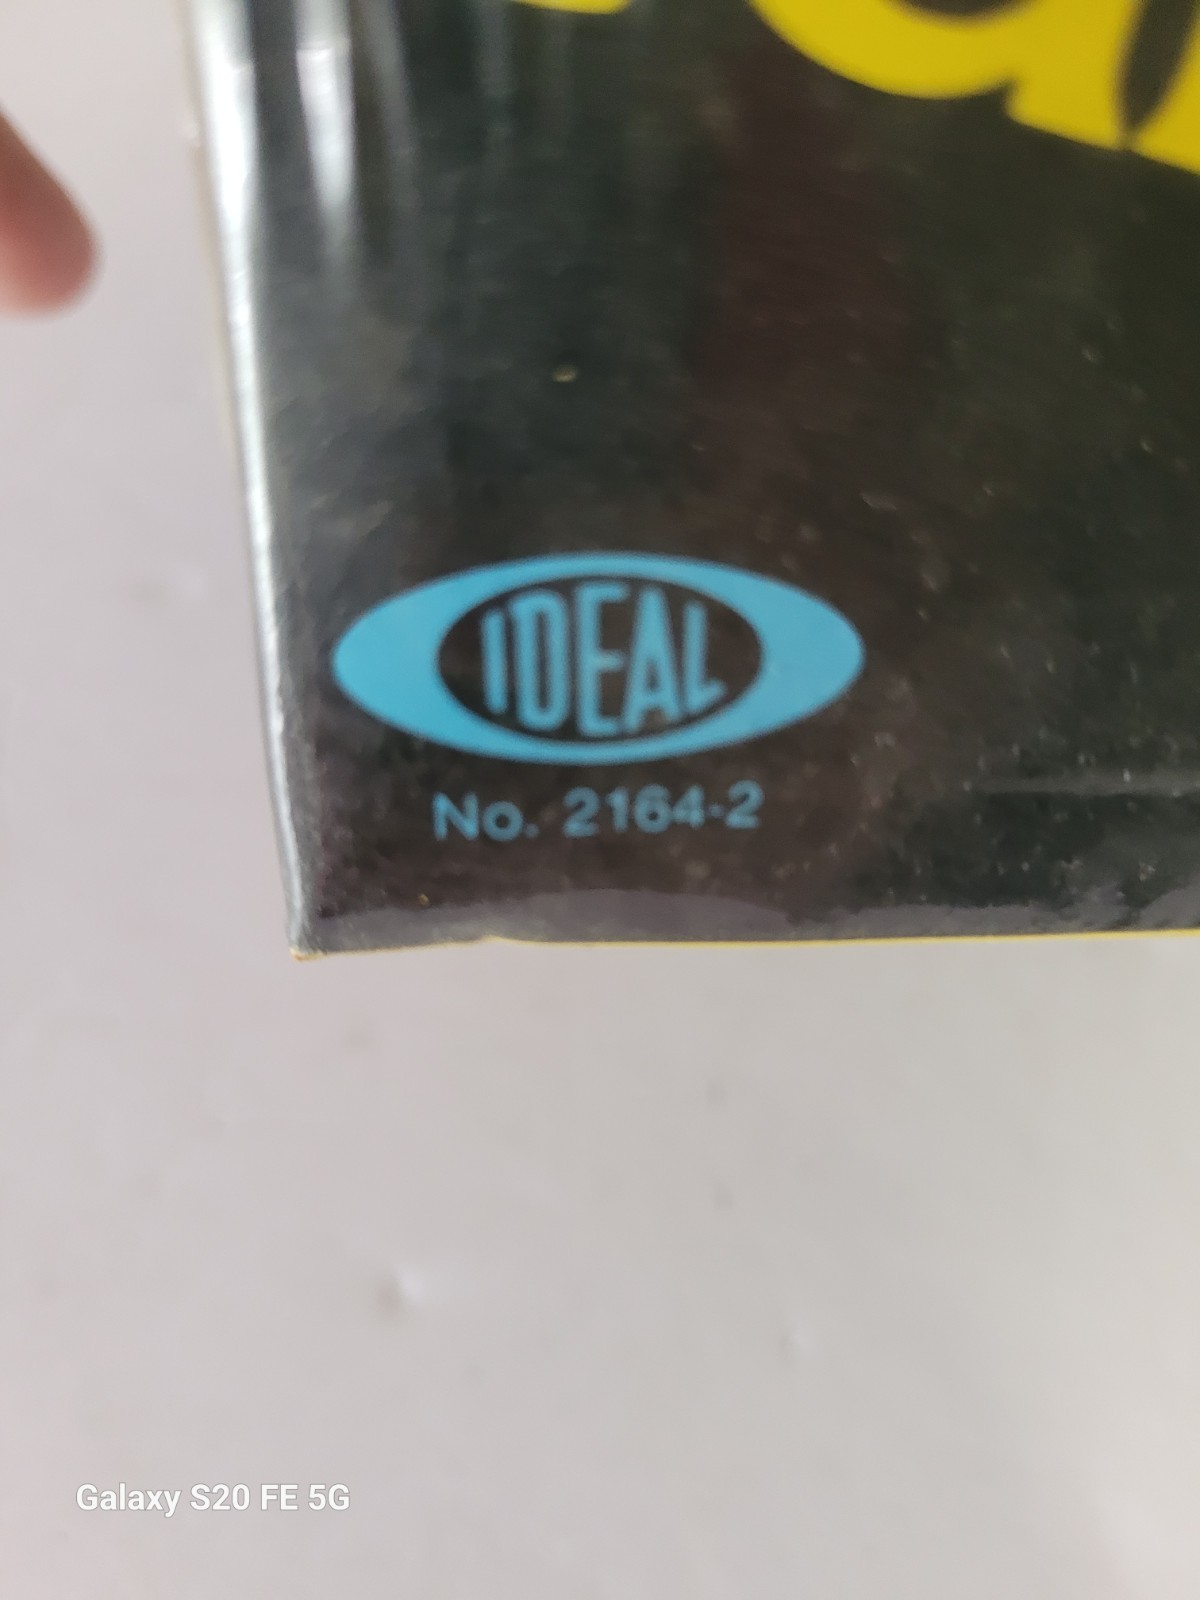 IDEAL
No. 2164-2
Galaxy S20 FE 5G